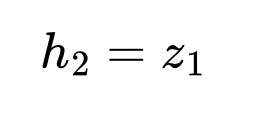 h₂ = z₁